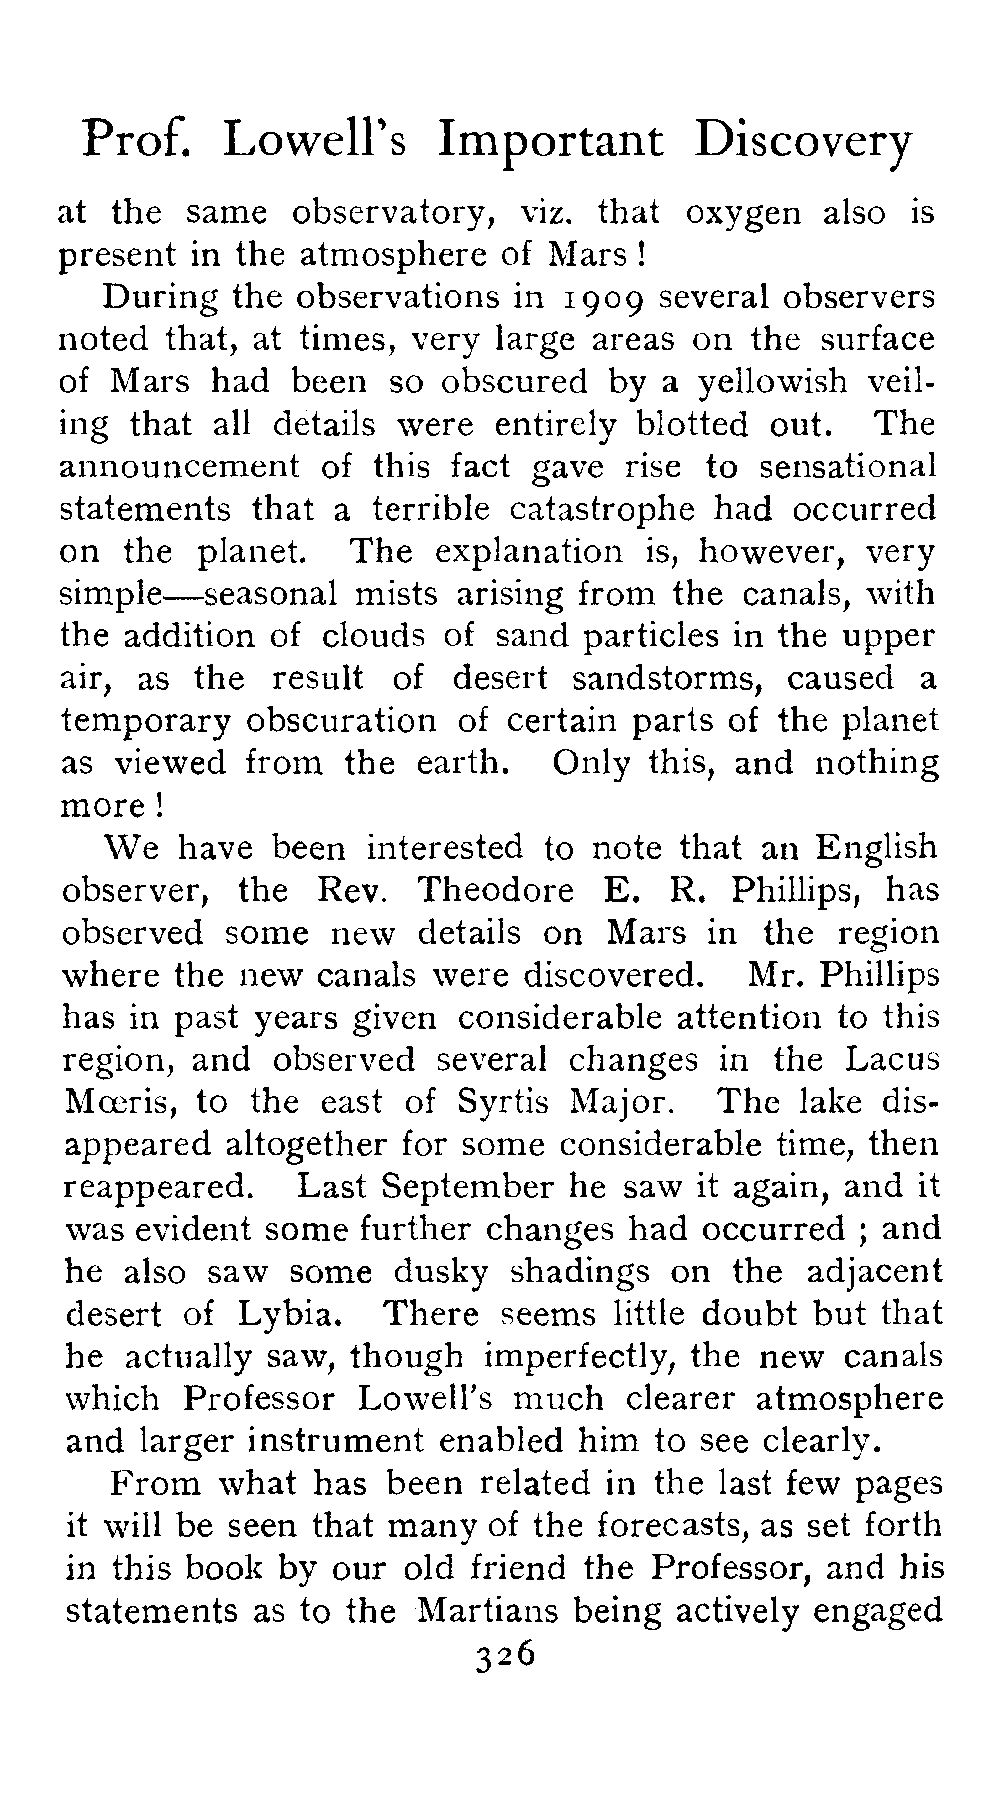 Prof. Lowell's Important Discovery
at the same observatory, viz. that oxygen also is
present in the atmosphere of Mars !
During the observations in 1909 several observers
noted that, at times, very large areas on the surface
of Mars had been so obscured by a yellowish veil-
ing that all details were entirely blotted out. The
announcement of this fact gave rise to sensational
statements that a terrible catastrophe had occurred
on the planet. The explanation is, however, very
simple—seasonal mists arising from the canals, with
the addition of clouds of sand particles in the upper
air, as the result of desert sandstorms, caused a
temporary obscuration of certain parts of the planet
as viewed from the earth. Only this, and nothing
more !
We have been interested to note that an English
observer, the Rev. Theodore E. R. Phillips, has
observed some new details on Mars in the region
where the new canals were discovered. Mr. Phillips
has in past years given considerable attention to this
region, and observed several changes in the Lacus
Mœris, to the east of Syrtis Major. The lake dis-
appeared altogether for some considerable time, then
reappeared. Last September he saw it again, and it
was evident some further changes had occurred ; and
he also saw some dusky shadings on the adjacent
desert of Lybia. There seems little doubt but that
he actually saw, though imperfectly, the new canals
which Professor Lowell's much clearer atmosphere
and larger instrument enabled him to see clearly.
From what has been related in the last few pages
it will be seen that many of the forecasts, as set forth
in this book by our old friend the Professor, and his
statements as to the Martians being actively engaged
326